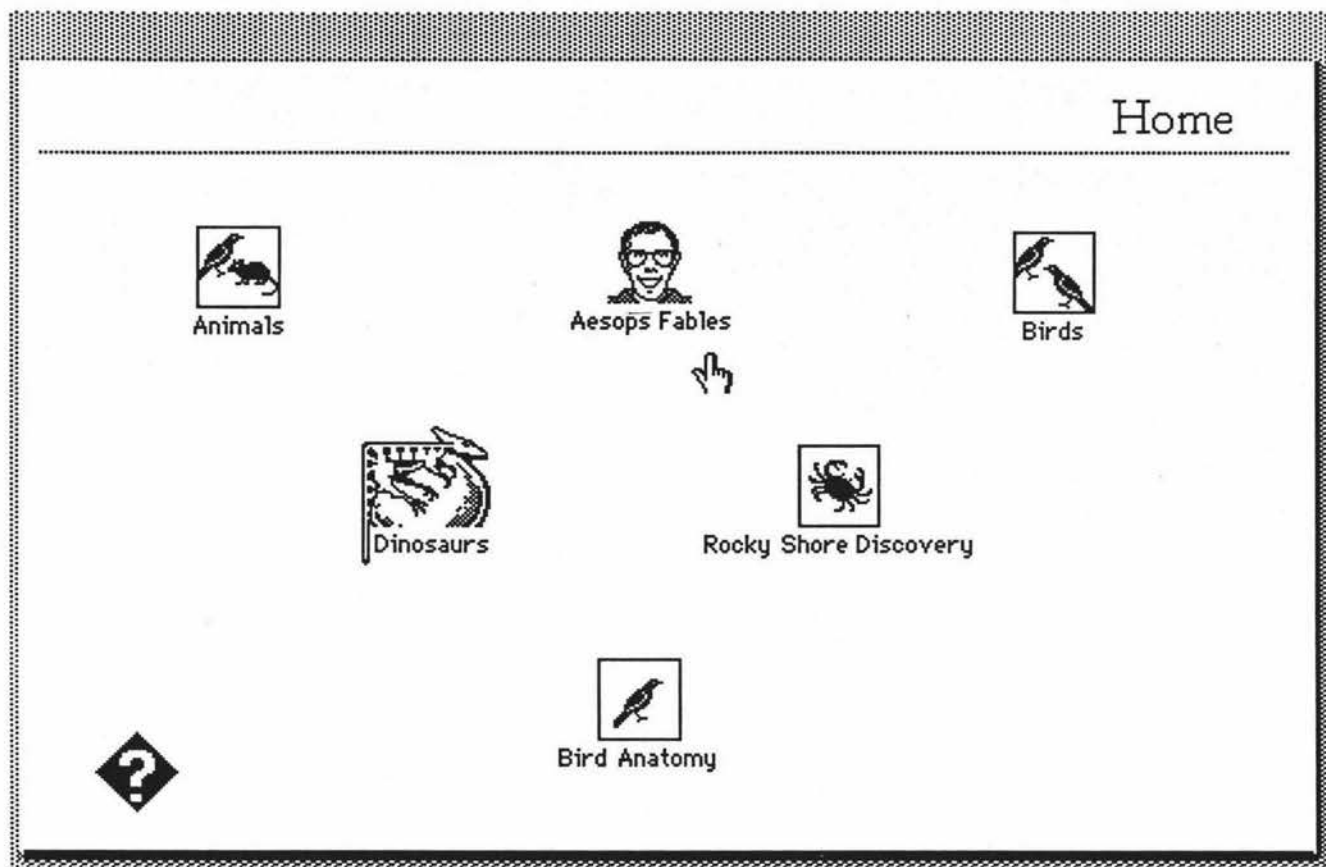 Home
Animals
Aesops Fables
Birds
Dinosaurs
Rocky Shore Discovery
Bird Anatomy
?